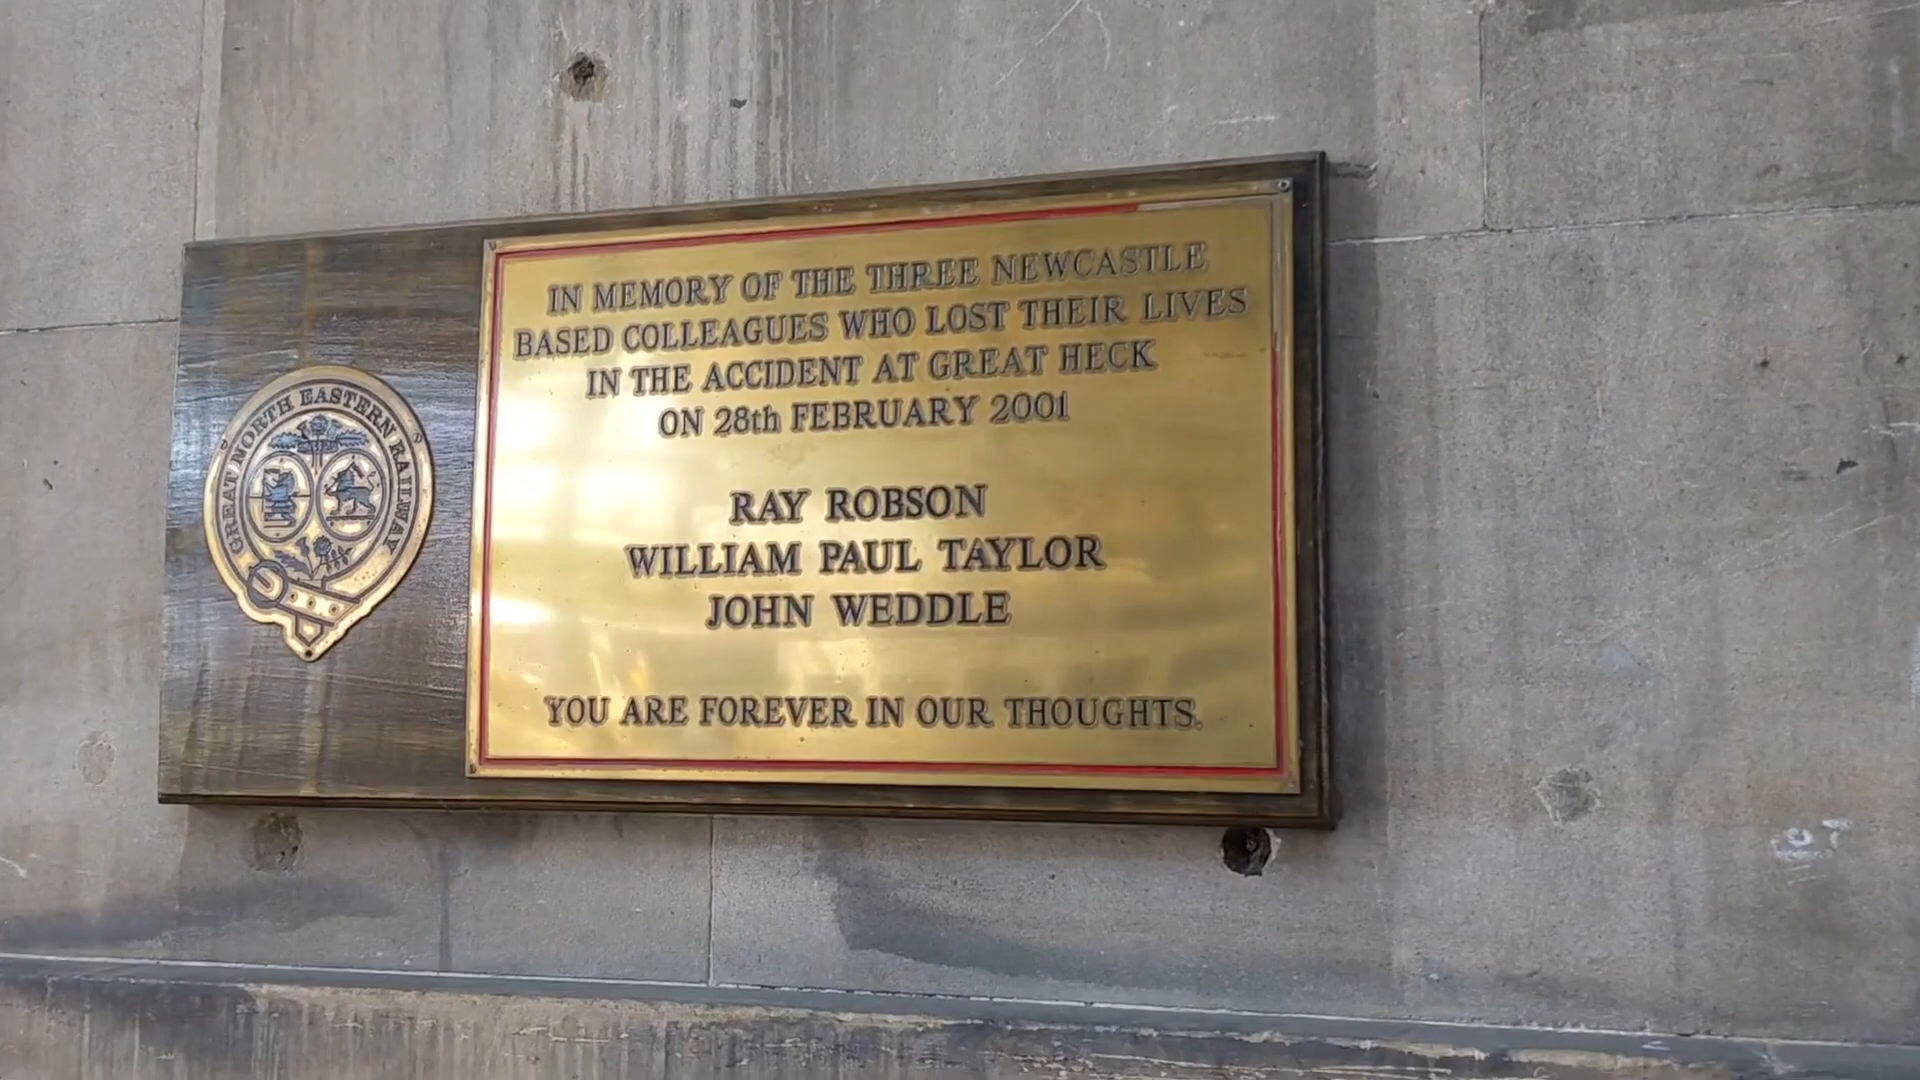 GREAT NORTH EASTERN RAILWAY
IN MEMORY OF THE THREE NEWCASTLE
BASED COLLEAGUES WHO LOST THEIR LIVES
IN THE ACCIDENT AT GREAT HECK
ON 28th FEBRUARY 2001
RAY ROBSON
WILLIAM PAUL TAYLOR
JOHN WEDDLE
YOU ARE FOREVER IN OUR THOUGHTS.